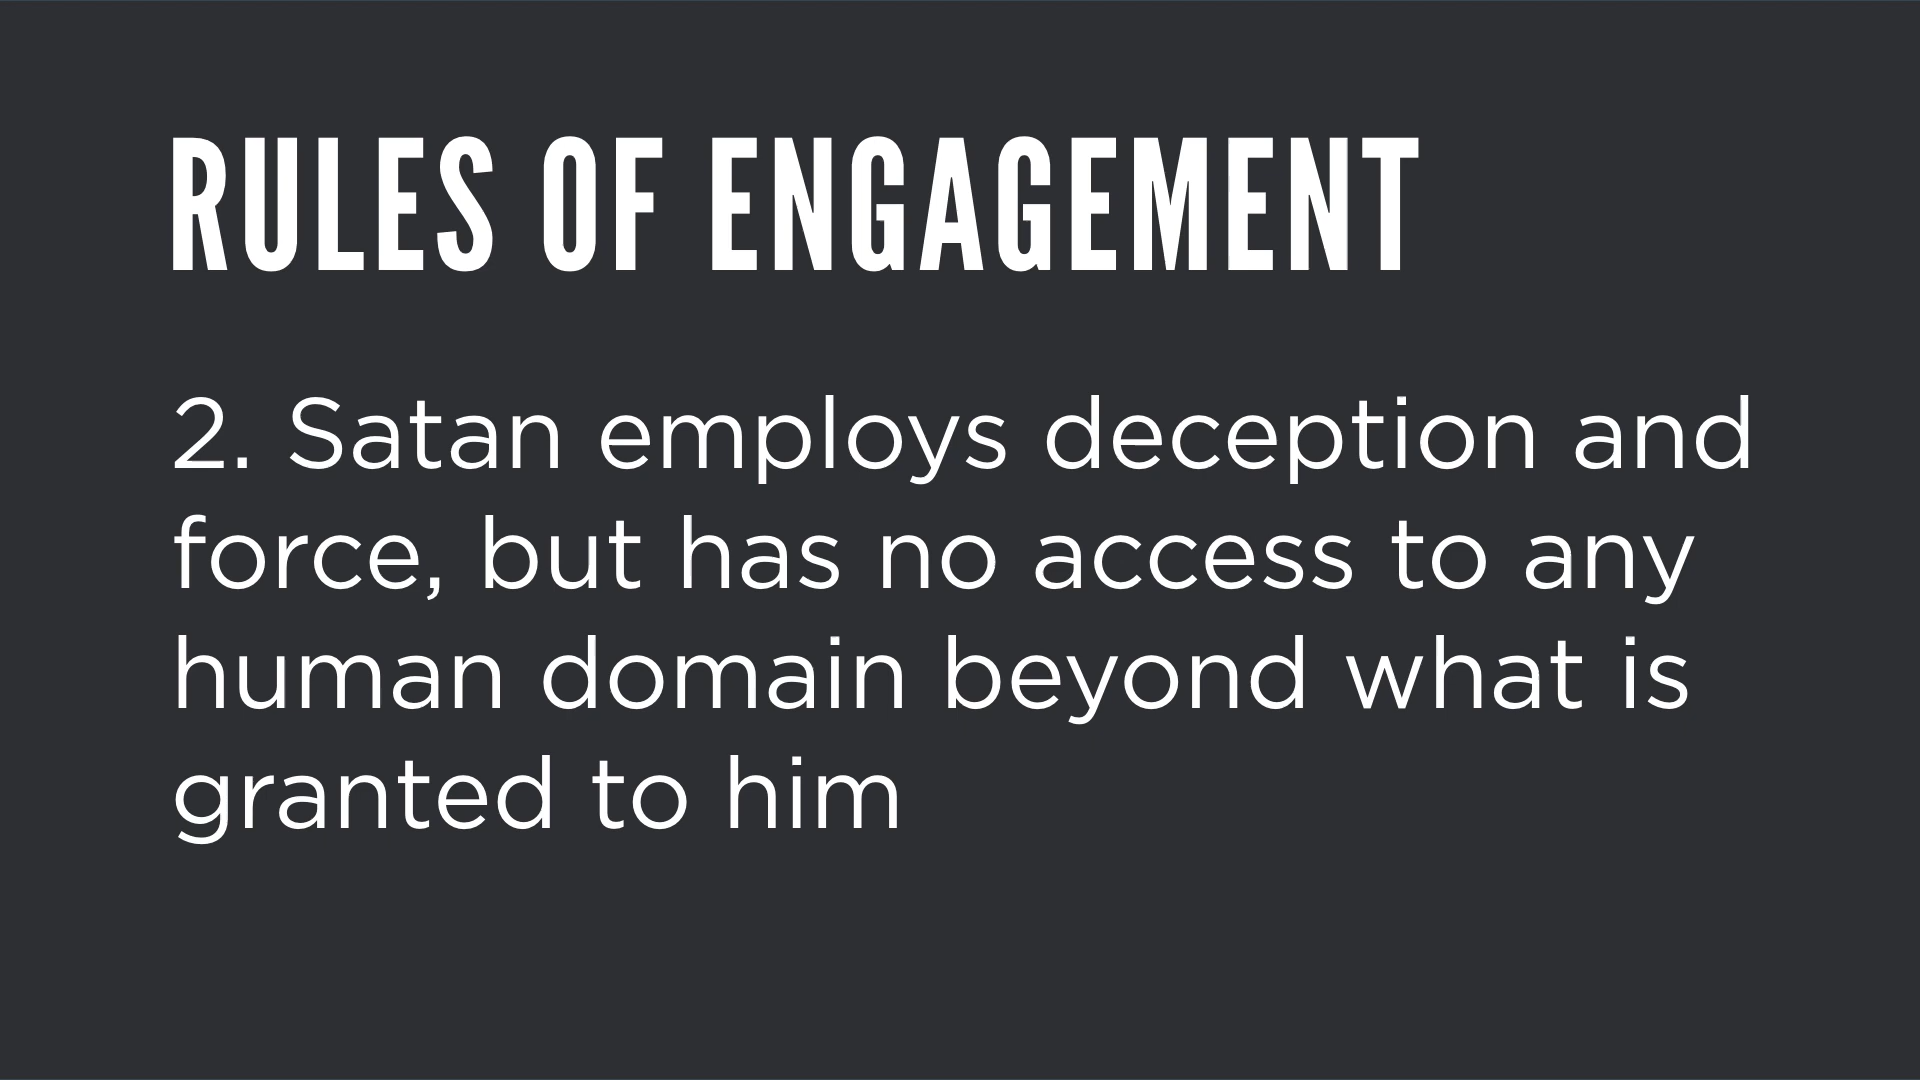 RULES OF ENGAGEMENT
2. Satan employs deception and
force, but has no access to any
human domain beyond what is
granted to him